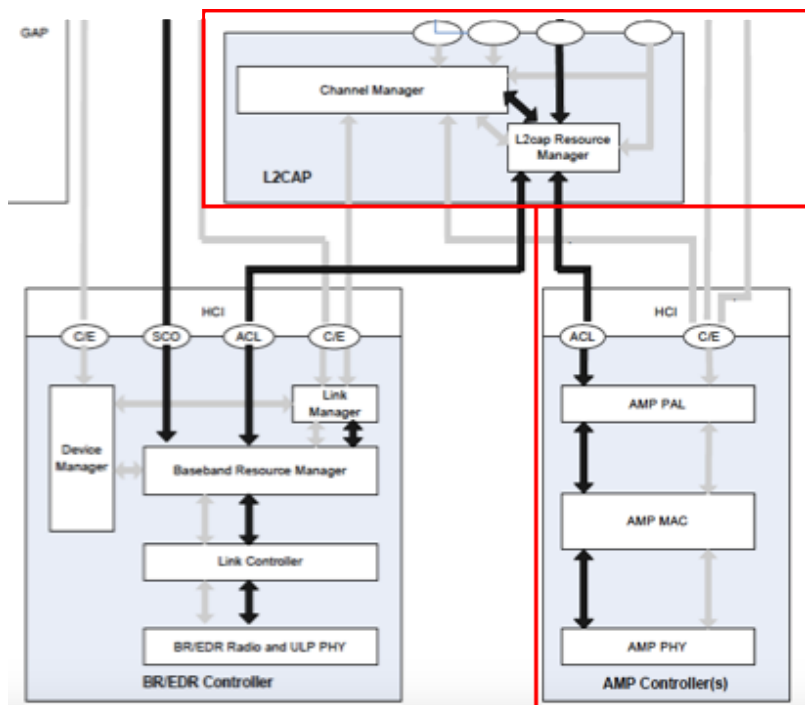 GAP
Channel Manager
L2cap Resource
Manager
L2CAP
HCI
HCI
C/E
SCO
ACL
C/E
ACL
C/E
Link
Manager
AMP PAL
Device
Manager
Baseband Resource Manager
AMP MAC
Link Controller
BR/EDR Radio and ULP PHY
AMP PHY
BR/EDR Controller
AMP Controller(s)